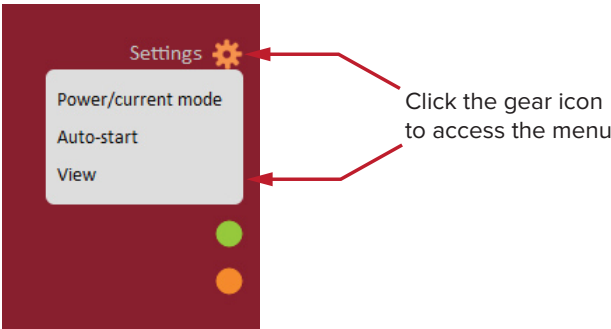 Settings
Power/current mode
Auto-start
View
Click the gear icon
to access the menu